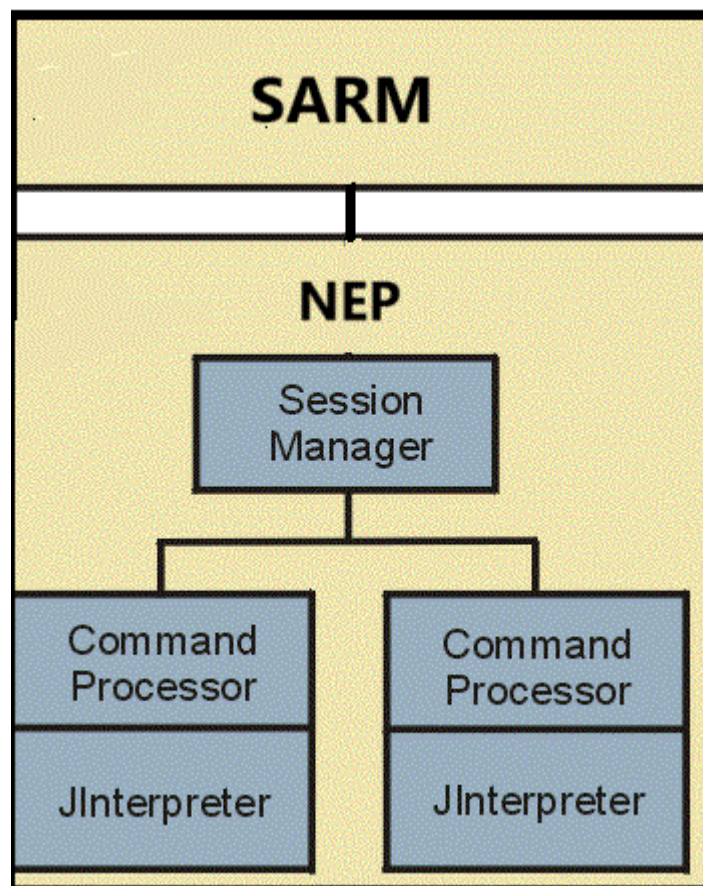 SARM
NEP
Session
Manager
Command
Processor
JInterpreter
Command
Processor
JInterpreter